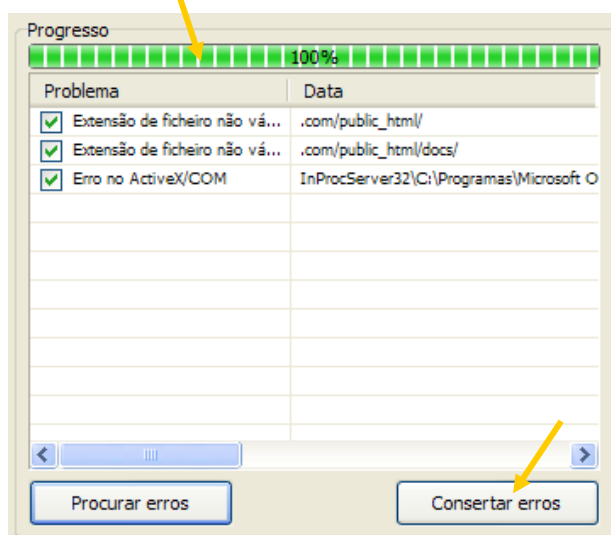 Progresso
100%
Problema Data
Extensão de ficheiro não vá... .com/public_html/
Extensão de ficheiro não vá... .com/public_html/docs/
Erro no ActiveX/COM InProcServer32\C:\Programas\Microsoft O
Procurar erros Consertar erros